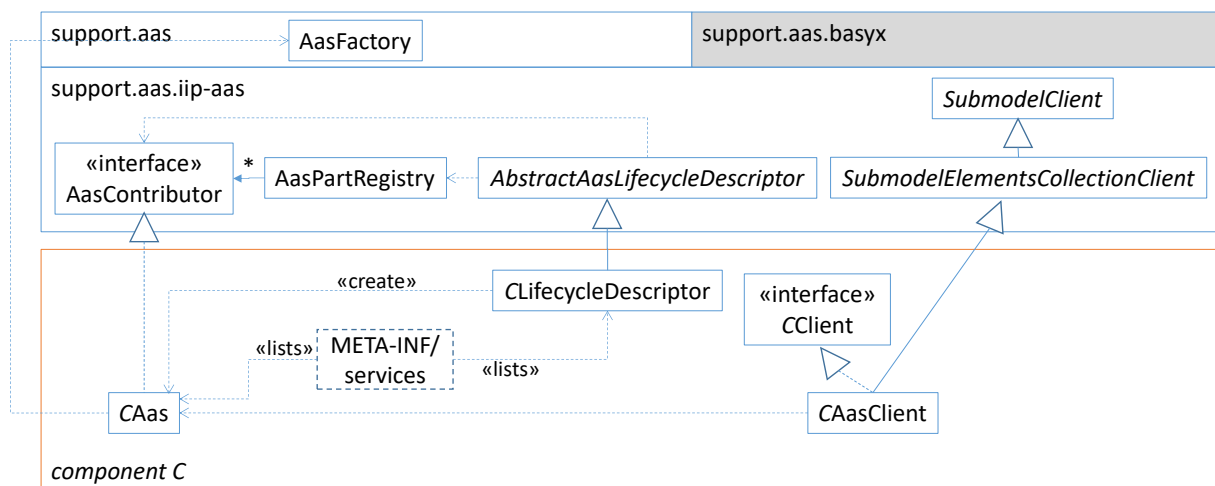 support.aas
AasFactory
support.aas.basyx
support.aas.iip-aas
SubmodelClient
«interface»
AasContributor
*
AasPartRegistry
AbstractAasLifecycleDescriptor
SubmodelElementsCollectionClient
«create»
CLifecycleDescriptor
«interface»
CClient
«lists»
META-INF/
services
«lists»
CAas
CAasClient
component C